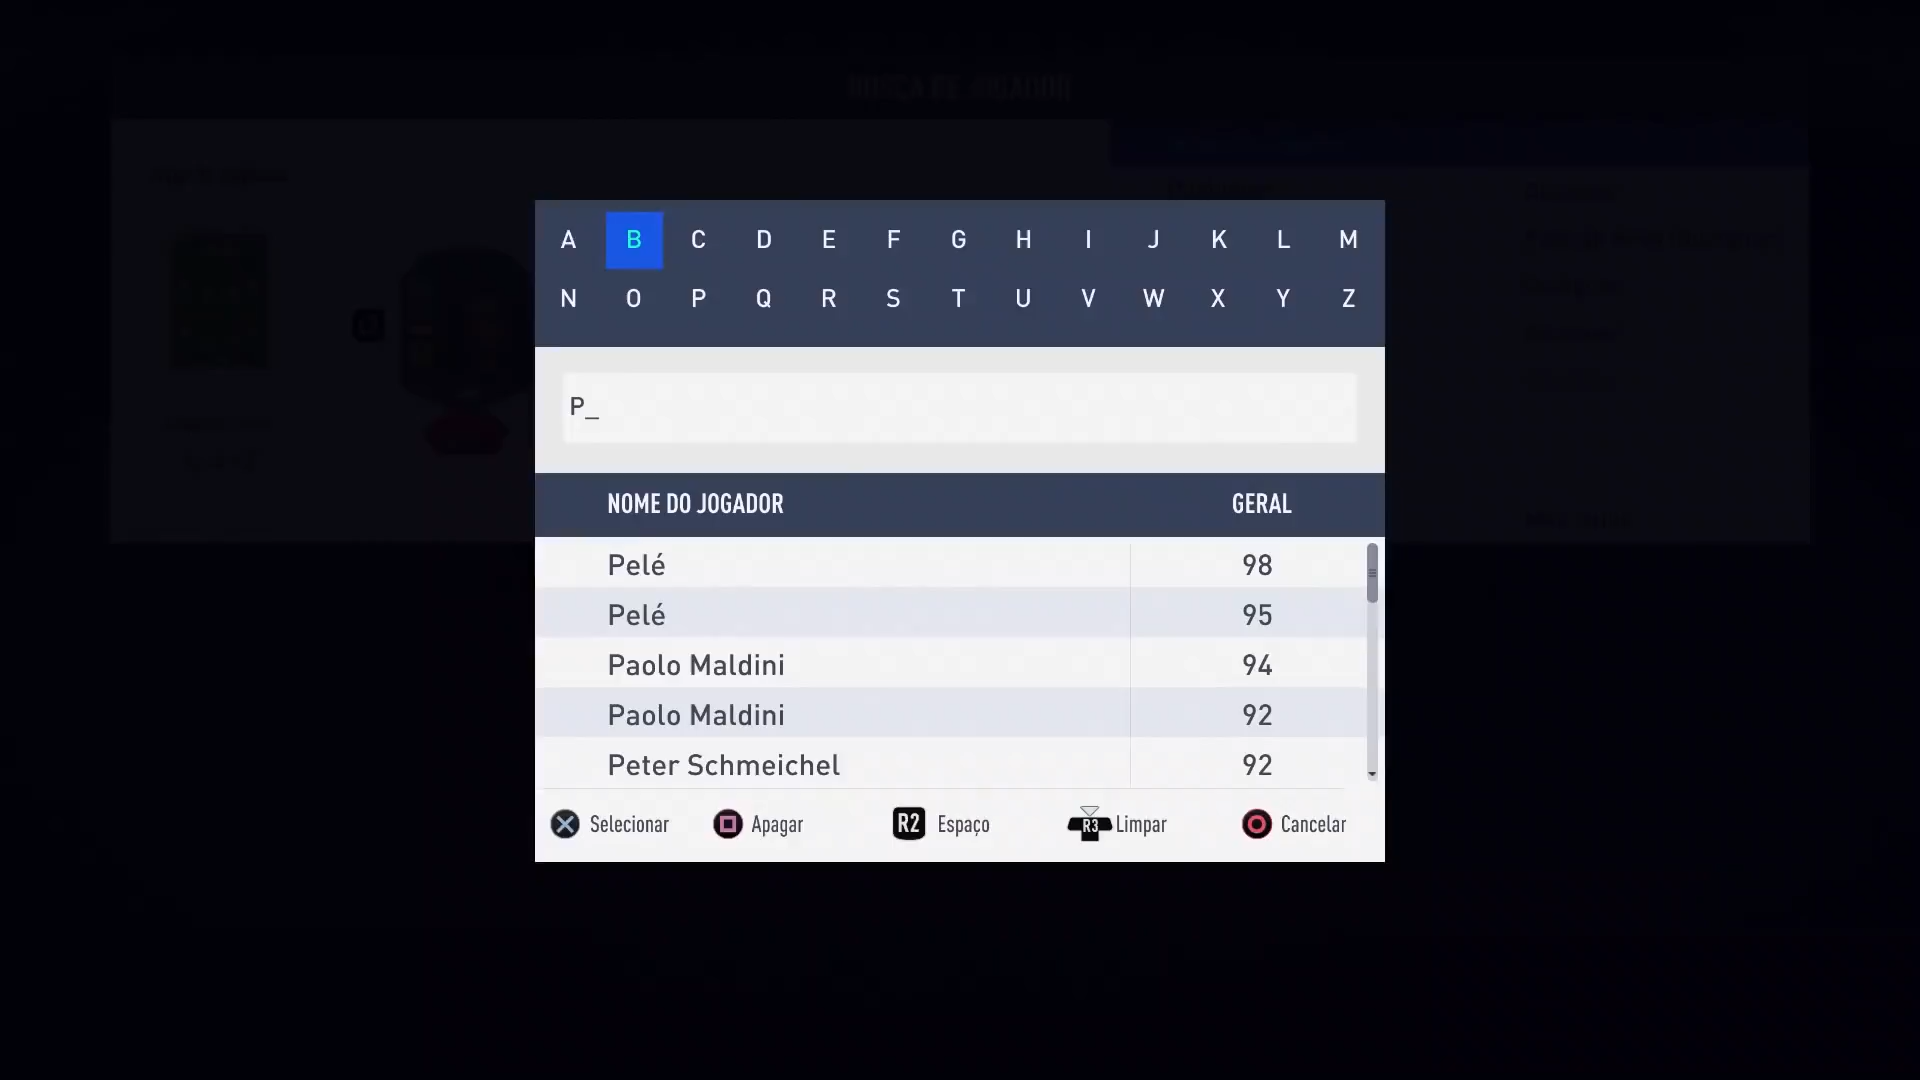 A B C D E F G H I J K L M
N O P Q R S T U V W X Y Z
P_
NOME DO JOGADOR GERAL
Pelé 98
Pelé 95
Paolo Maldini 94
Paolo Maldini 92
Peter Schmeichel 92
Selecionar Apagar R2 Espaço R3 Limpar Cancelar